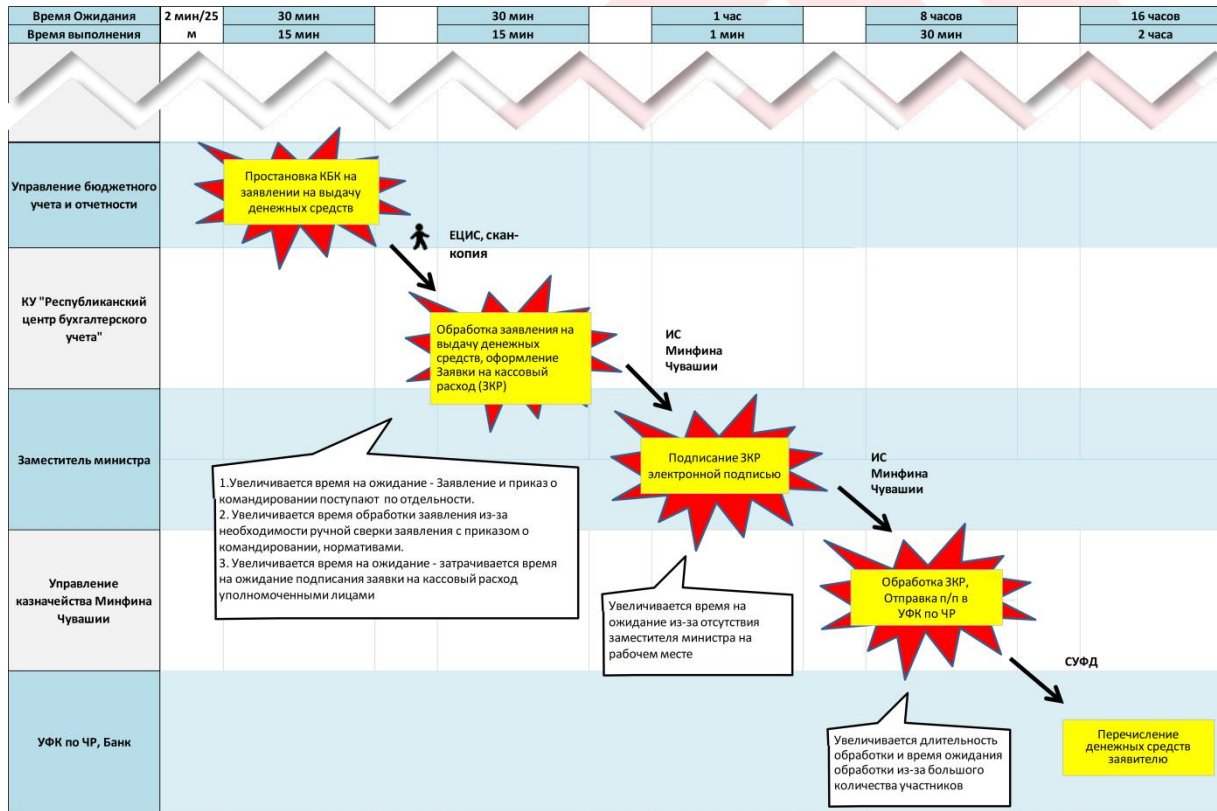 Время Ожидания
2 мин/25
м
30 мин
30 мин
1 час
8 часов
16 часов
Время выполнения
15 мин
15 мин
1 мин
30 мин
2 часа
Управление бюджетного
учета и отчетности
Простановка КБК на
заявлении на выдачу
денежных средств
ЕЦИС, скан-
копия
КУ "Республиканский
центр бухгалтерского
учета"
Обработка заявления на
выдачу денежных
средств, оформление
Заявки на кассовый
расход (ЗКР)
ИС
Минфина
Чувашии
Заместитель министра
1.Увеличивается время на ожидание - Заявление и приказ о
командировании поступают по отдельности.
2. Увеличивается время обработки заявления из-за
необходимости ручной сверки заявления с приказом о
командировании, нормативами.
3. Увеличивается время на ожидание - затрачивается время
на ожидание подписания заявки на кассовый расход
уполномоченными лицами
Подписание ЗКР
электронной подписью
ИС
Минфина
Чувашии
Управление
казначейства Минфина
Чувашии
Увеличивается время на
ожидание из-за отсутствия
заместителя министра на
рабочем месте
Обработка ЗКР,
Отправка п/п в
УФК по ЧР
СУФД
УФК по ЧР, Банк
Увеличивается длительность
обработки и время ожидания
обработки из-за большого
количества участников
Перечисление
денежных средств
заявителю